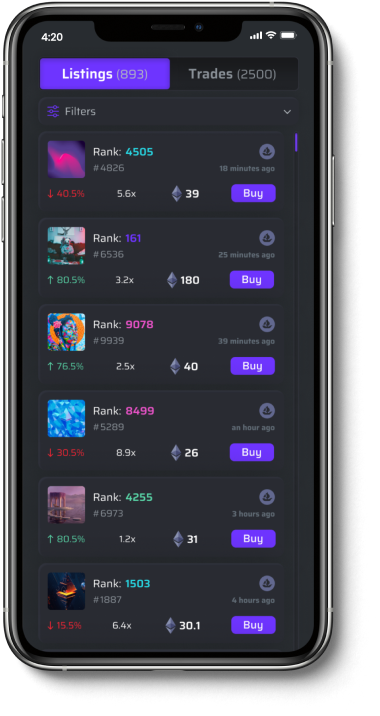 4:20
Listings (893) Trades (2500)
Filters
Rank: 4505
#4826
18 minutes ago
↓ 40.5% 5.6x 39 Buy
Rank: 161
#6536
25 minutes ago
↑ 80.5% 3.2x 180 Buy
Rank: 9078
#9939
39 minutes ago
↑ 76.5% 2.5x 40 Buy
Rank: 8499
#5289
an hour ago
↓ 30.5% 8.9x 26 Buy
Rank: 4255
#6973
3 hours ago
↑ 80.5% 1.2x 31 Buy
Rank: 1503
#1887
4 hours ago
↓ 15.5% 6.4x 30.1 Buy